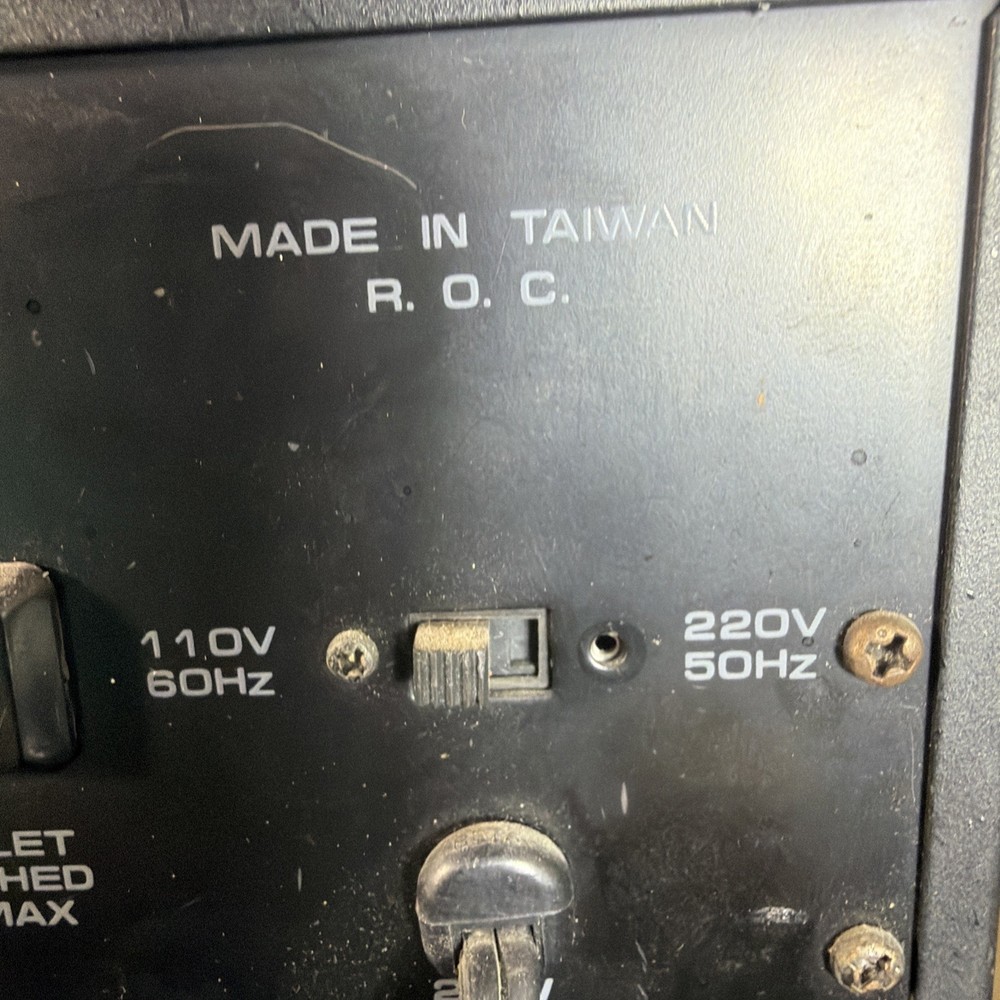 MADE IN TAIWAN
R. O. C.
110V
60Hz
220V
50Hz
LET
HED
MAX